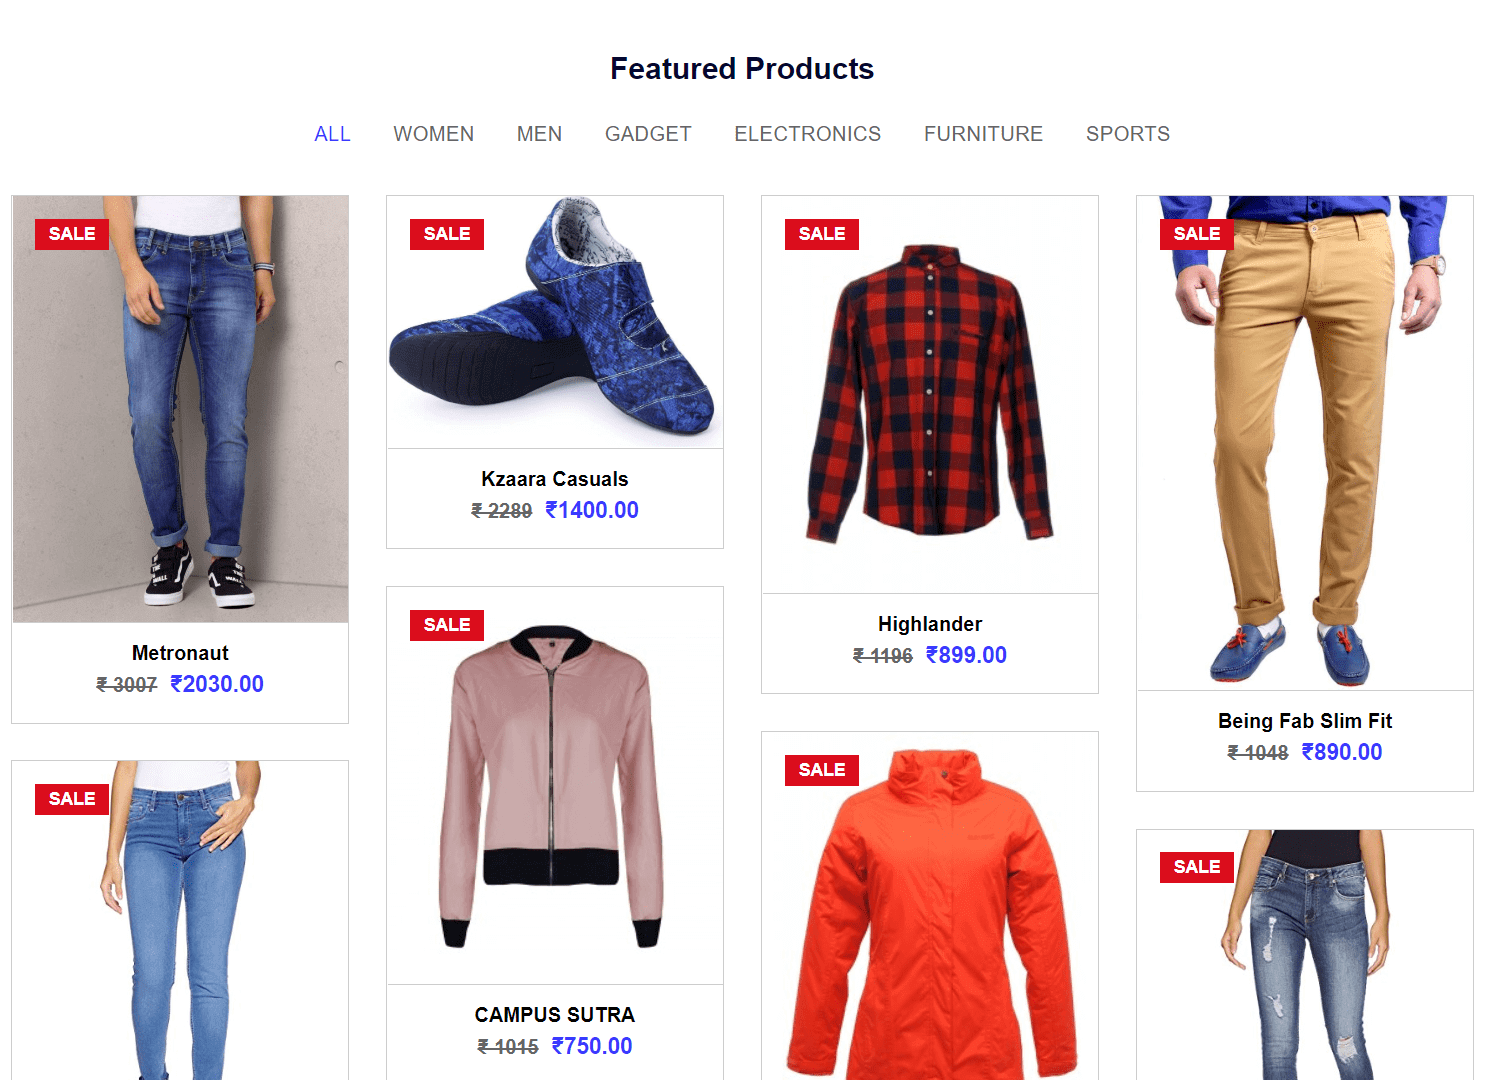 Featured Products
ALL WOMEN MEN GADGET ELECTRONICS FURNITURE SPORTS
SALE
Metronaut
₹ 3007 ₹2030.00
SALE
Kzaara Casuals
₹ 2289 ₹1400.00
SALE
Highlander
₹ 1196 ₹899.00
SALE
Being Fab Slim Fit
₹ 1048 ₹890.00
SALE
SALE
CAMPUS SUTRA
₹ 1015 ₹750.00
SALE
SALE